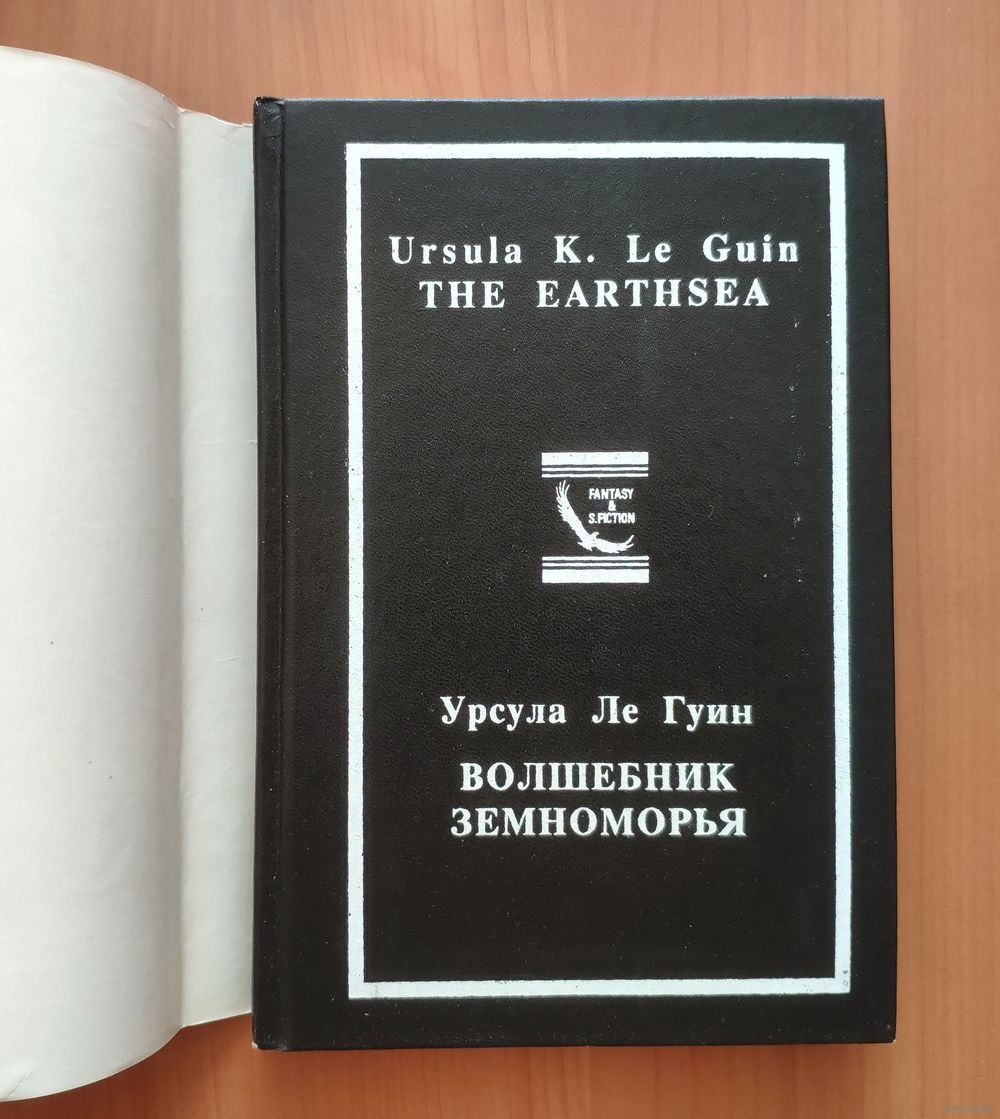 Ursula K. Le Guin
THE EARTHSEA
FANTASY
&
S.FICTION
Урсула Ле Гуин
ВОЛШЕБНИК
ЗЕМНОМОРЬЯ